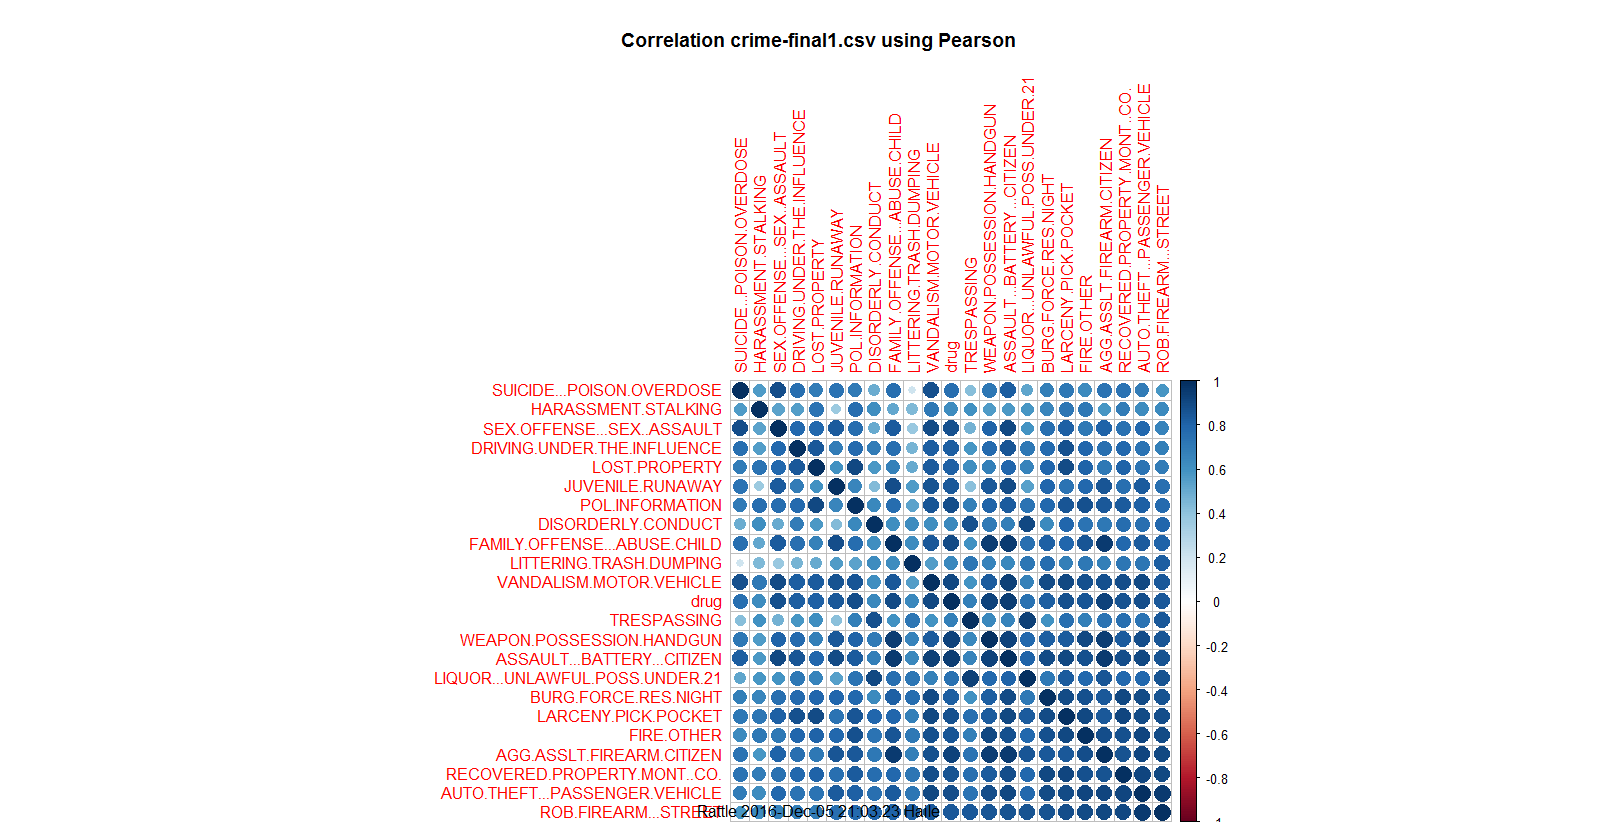 Correlation crime-final1.csv using Pearson
SUICIDE...POISON.OVERDOSE
HARASSMENT.STALKING
SEX.OFFENSE...SEX..ASSAULT
DRIVING.UNDER.THE.INFLUENCE
LOST.PROPERTY
JUVENILE.RUNAWAY
POL.INFORMATION
DISORDERLY.CONDUCT
FAMILY.OFFENSE...ABUSE.CHILD
LITTERING.TRASH.DUMPING
VANDALISM.MOTOR.VEHICLE
drug
TRESPASSING
WEAPON.POSSESSION.HANDGUN
ASSAULT...BATTERY...CITIZEN
LIQUOR...UNLAWFUL.POSS.UNDER.21
BURG.FORCE.RES.NIGHT
LARCENY.PICK.POCKET
FIRE.OTHER
AGG.ASSLT.FIREARM.CITIZEN
RECOVERED.PROPERTY.MONT..CO.
AUTO.THEFT...PASSENGER.VEHICLE
ROB.FIREARM...STREET
SUICIDE...POISON.OVERDOSE
HARASSMENT.STALKING
SEX.OFFENSE...SEX..ASSAULT
DRIVING.UNDER.THE.INFLUENCE
LOST.PROPERTY
JUVENILE.RUNAWAY
POL.INFORMATION
DISORDERLY.CONDUCT
FAMILY.OFFENSE...ABUSE.CHILD
LITTERING.TRASH.DUMPING
VANDALISM.MOTOR.VEHICLE
drug
TRESPASSING
WEAPON.POSSESSION.HANDGUN
ASSAULT...BATTERY...CITIZEN
LIQUOR...UNLAWFUL.POSS.UNDER.21
BURG.FORCE.RES.NIGHT
LARCENY.PICK.POCKET
FIRE.OTHER
AGG.ASSLT.FIREARM.CITIZEN
RECOVERED.PROPERTY.MONT..CO.
AUTO.THEFT...PASSENGER.VEHICLE
ROB.FIREARM...STREET
1
0.8
0.6
0.4
0.2
0
-0.2
-0.4
-0.6
-0.8
-1
Rattle 2016-Dec-05 21:03:23 Haile